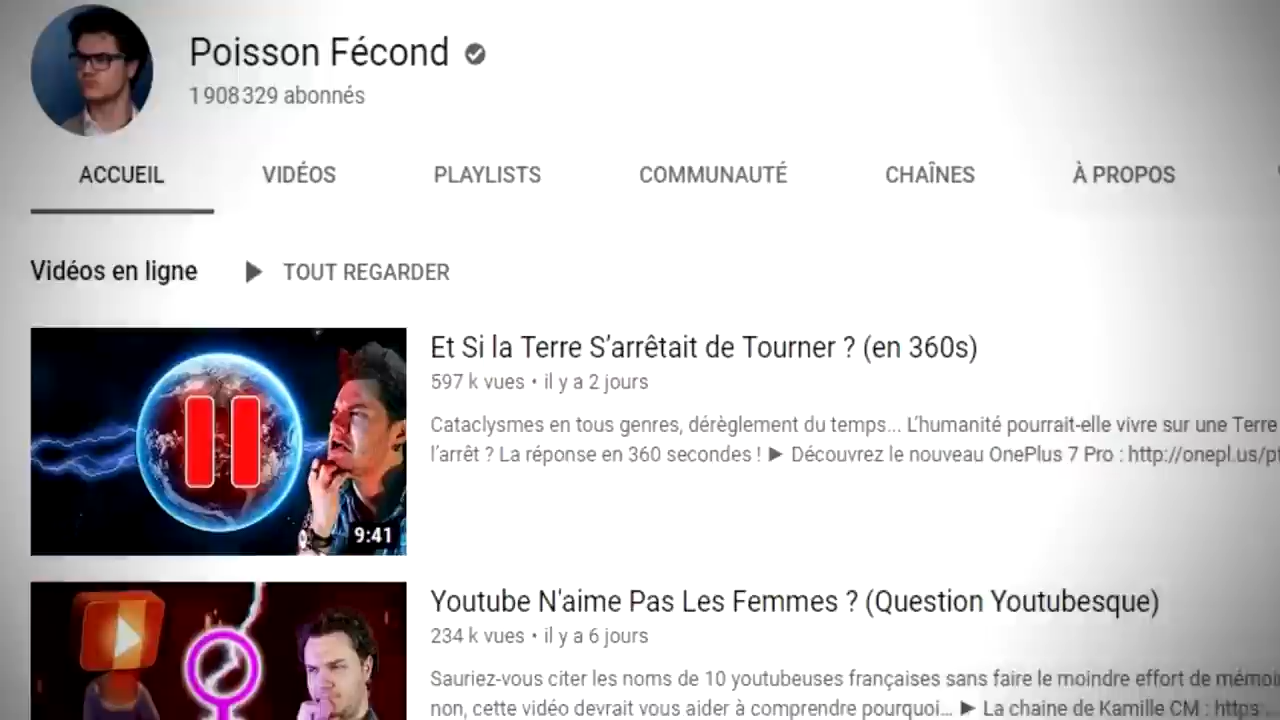 Poisson Fécond
1 908 329 abonnés
ACCUEIL VIDÉOS PLAYLISTS COMMUNAUTÉ CHAÎNES À PROPOS
Vidéos en ligne TOUT REGARDER
Et Si la Terre S’arrêtait de Tourner ? (en 360s)
597 k vues • il y a 2 jours
Cataclysmes en tous genres, dérèglement du temps... L’humanité pourrait-elle vivre sur une Terre
l’arrêt ? La réponse en 360 secondes ! ► Découvrez le nouveau OnePlus 7 Pro : http://onepl.us/pt
9:41
Youtube N'aime Pas Les Femmes ? (Question Youtubesque)
234 k vues • il y a 6 jours
Sauriez-vous citer les noms de 10 youtubeuses françaises sans faire le moindre effort de mémoi
non, cette vidéo devrait vous aider à comprendre pourquoi... ► La chaine de Kamille CM : https ...